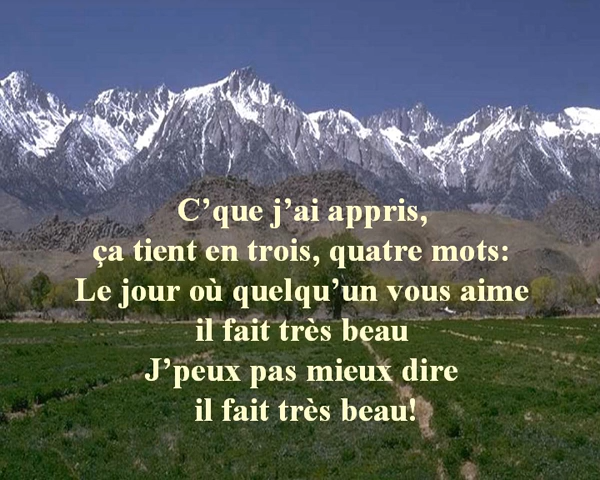 C’que j’ai appris,
ça tient en trois, quatre mots:
Le jour où quelqu’un vous aime
il fait très beau
J’peux pas mieux dire
il fait très beau!